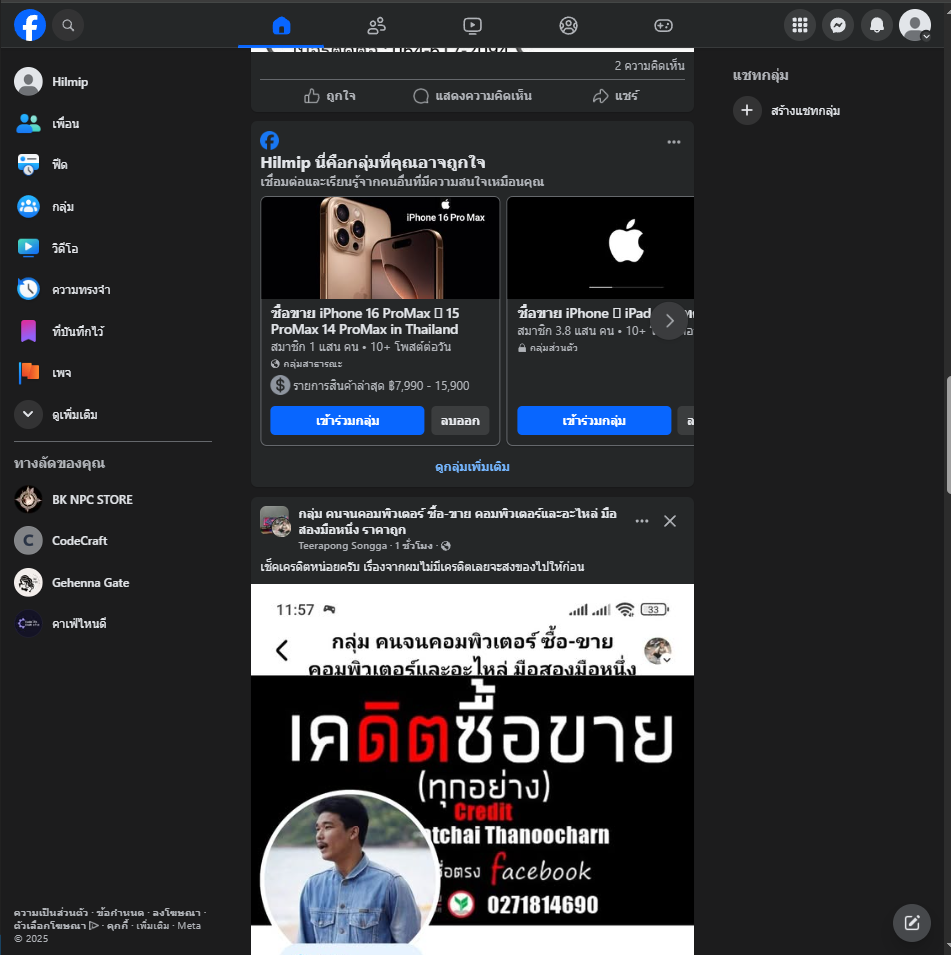 Hilmip
เพื่อน
ฟีด
กลุ่ม
วิดีโอ
ความทรงจำ
ที่บันทึกไว้
เพจ
ดูเพิ่มเติม
ทางลัดของคุณ
BK NPC STORE
C
CodeCraft
Gehenna Gate
คาเฟ่ไหนดี
ความเป็นส่วนตัว · ข้อกำหนด · ลงโฆษณา ·
ตัวเลือกโฆษณา · คุกกี้ · เพิ่มเติม · Meta
© 2025
2 ความคิดเห็น
ถูกใจ
แสดงความคิดเห็น
แชร์
Hilmip นี่คือกลุ่มที่คุณอาจถูกใจ
เชื่อมต่อและเรียนรู้จากคนอื่นที่มีความสนใจเหมือนคุณ
iPhone 16 Pro Max
ซื้อขาย iPhone 16 ProMax 15
ProMax 14 ProMax in Thailand
สมาชิก 1 แสน คน • 10+ โพสต์ต่อวัน
กลุ่มสาธารณะ
รายการสินค้าล่าสุด ฿7,990 - 15,900
เข้าร่วมกลุ่ม
ลบออก
ซื้อขาย iPhone iPad
สมาชิก 3.8 แสน คน • 10+
กลุ่มส่วนตัว
เข้าร่วมกลุ่ม
ดูกลุ่มเพิ่มเติม
กลุ่ม คนจนคอมพิวเตอร์ ซื้อ-ขาย คอมพิวเตอร์และอะไหล่ มือ
สองมือหนึ่ง ราคาถูก
Teerapong Songga · 1 ชั่วโมง ·
เช็คเครดิตหน่อยครับ เรื่องจากผมไม่มีเครดิตเลยจะส่งของไปให้ก่อน
11:57
33
กลุ่ม คนจนคอมพิวเตอร์ ซื้อ-ขาย
คอมพิวเตอร์และอะไหล่ มือสองมือหนึ่ง
เคดิตซื้อขาย
(ทุกอย่าง)
Credit
atchai Thanoocharn
facebook
0271814690
แชทกลุ่ม
สร้างแชทกลุ่ม